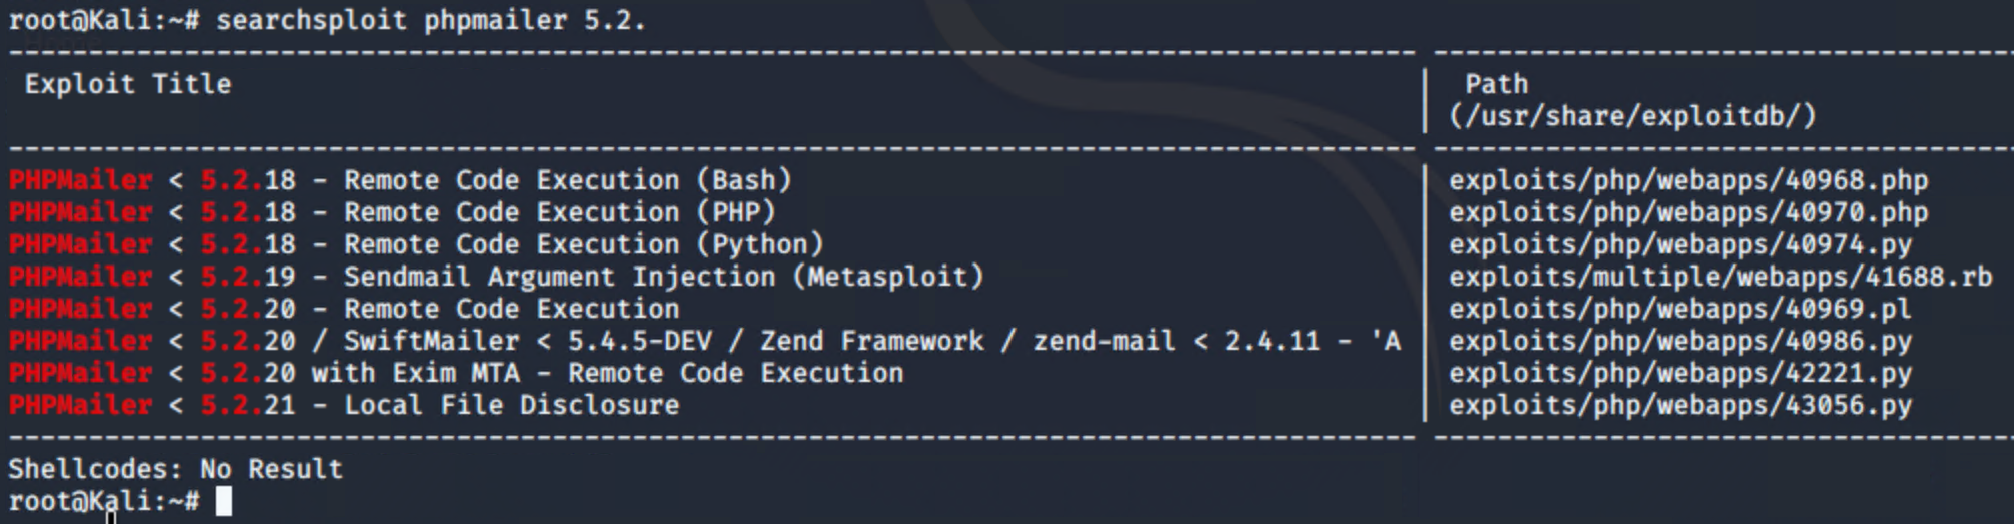 root@Kali:~# searchsploit phpmailer 5.2.
Exploit Title | Path
| (/usr/share/exploitdb/)
PHPMailer < 5.2.18 - Remote Code Execution (Bash) | exploits/php/webapps/40968.php
PHPMailer < 5.2.18 - Remote Code Execution (PHP) | exploits/php/webapps/40970.php
PHPMailer < 5.2.18 - Remote Code Execution (Python) | exploits/php/webapps/40974.py
PHPMailer < 5.2.19 - Sendmail Argument Injection (Metasploit) | exploits/multiple/webapps/41688.rb
PHPMailer < 5.2.20 - Remote Code Execution | exploits/php/webapps/40969.pl
PHPMailer < 5.2.20 / SwiftMailer < 5.4.5-DEV / Zend Framework / zend-mail < 2.4.11 - 'A | exploits/php/webapps/40986.py
PHPMailer < 5.2.20 with Exim MTA - Remote Code Execution | exploits/php/webapps/42221.py
PHPMailer < 5.2.21 - Local File Disclosure | exploits/php/webapps/43056.py
Shellcodes: No Result
root@Kali:~#